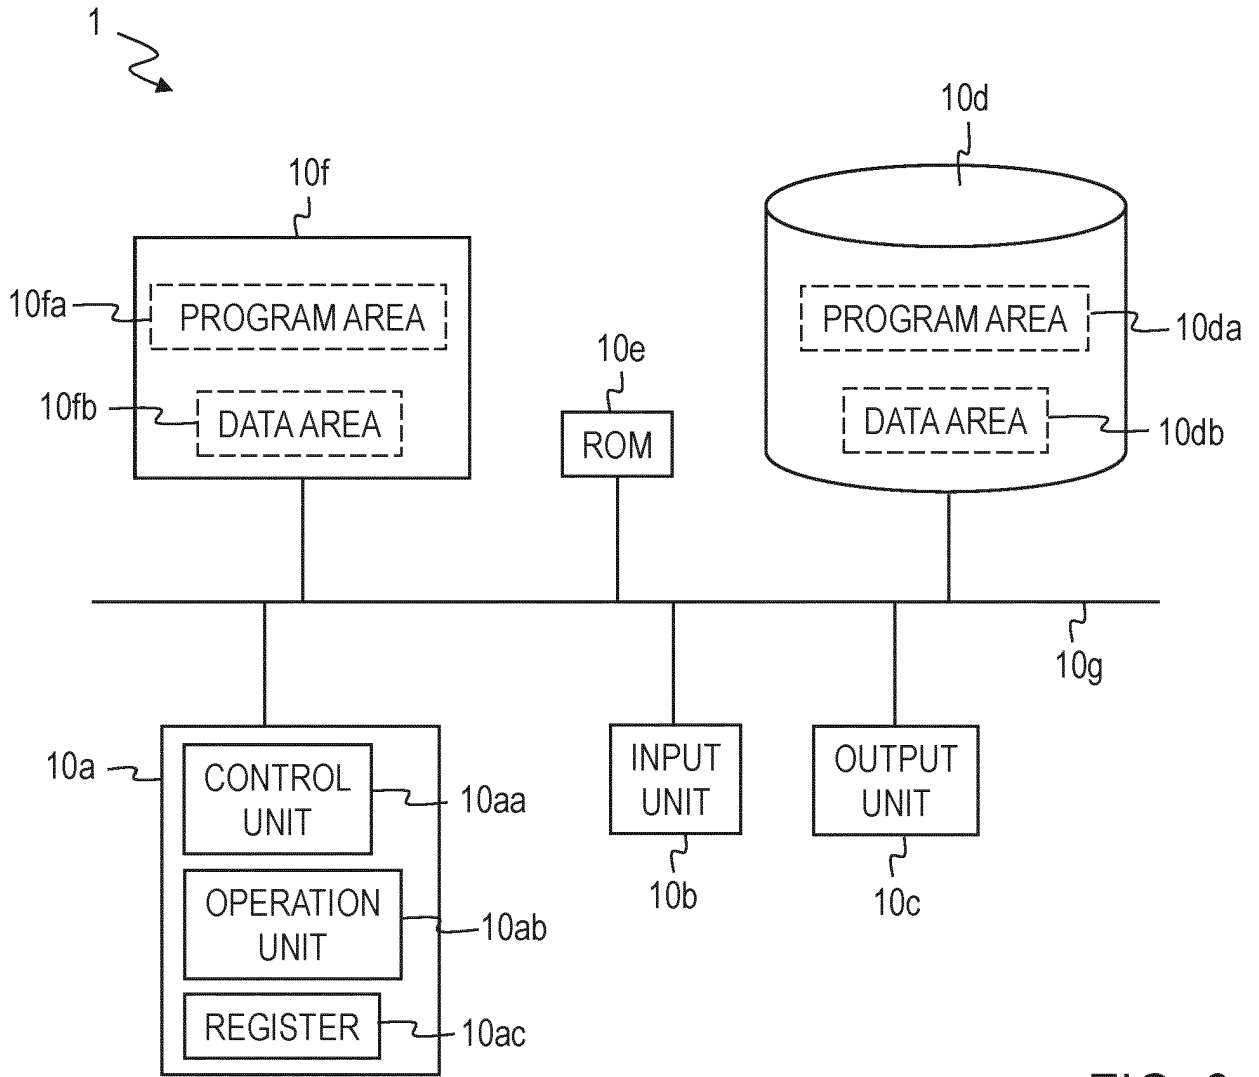 1
10d
10f
10fa
PROGRAM AREA
PROGRAM AREA
10da
10e
10fb
DATA AREA
DATA AREA
10db
ROM
10g
10a
CONTROL
UNIT
10aa
INPUT
UNIT
OUTPUT
UNIT
10b
10c
OPERATION
UNIT
10ab
REGISTER
10ac